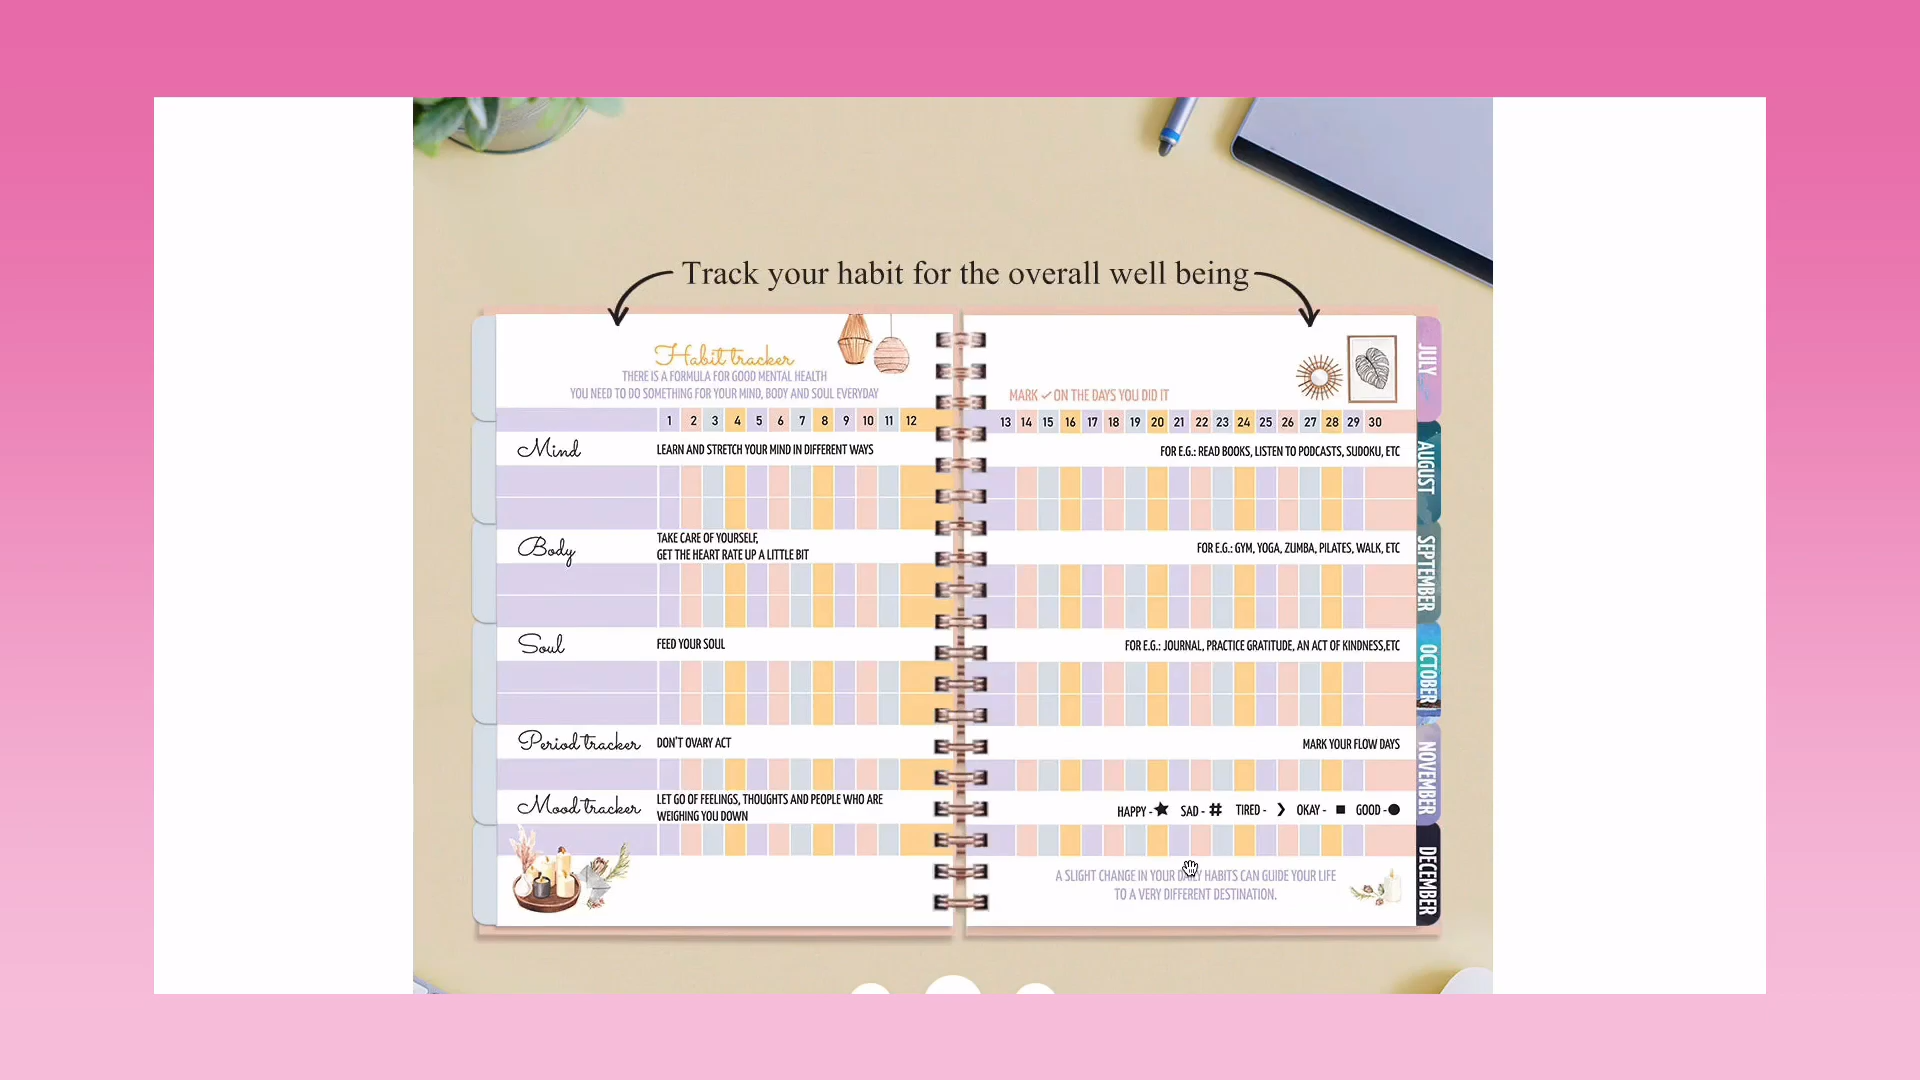 Track your habit for the overall well being
Habit tracker
THERE IS A FORMULA FOR GOOD MENTAL HEALTH
YOU NEED TO DO SOMETHING FOR YOUR MIND, BODY AND SOUL EVERYDAY
MARK ✓ ON THE DAYS YOU DID IT
1 2 3 4 5 6 7 8 9 10 11 12
13 14 15 16 17 18 19 20 21 22 23 24 25 26 27 28 29 30
Mind
LEARN AND STRETCH YOUR MIND IN DIFFERENT WAYS
FOR E.G.: READ BOOKS, LISTEN TO PODCASTS, SUDOKU, ETC
Body
TAKE CARE OF YOURSELF,
GET THE HEART RATE UP A LITTLE BIT
FOR E.G.: GYM, YOGA, ZUMBA, PILATES, WALK, ETC
Soul
FEED YOUR SOUL
FOR E.G.: JOURNAL, PRACTICE GRATITUDE, AN ACT OF KINDNESS,ETC
Period tracker
DON'T OVARY ACT
MARK YOUR FLOW DAYS
Mood tracker
LET GO OF FEELINGS, THOUGHTS AND PEOPLE WHO ARE
WEIGHING YOU DOWN
HAPPY -★ SAD - # TIRED - ❯ OKAY - ■ GOOD -●
A SLIGHT CHANGE IN YOUR DAILY HABITS CAN GUIDE YOUR LIFE
TO A VERY DIFFERENT DESTINATION.
JULY
AUGUST
SEPTEMBER
OCTOBER
NOVEMBER
DECEMBER